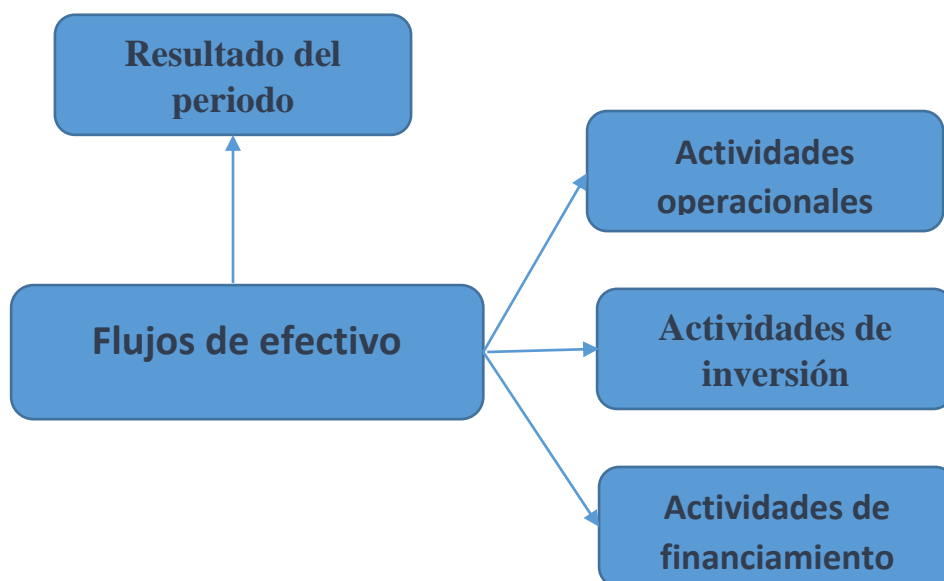 Resultado del
periodo
Actividades
operacionales
Flujos de efectivo
Actividades de
inversión
Actividades de
financiamiento